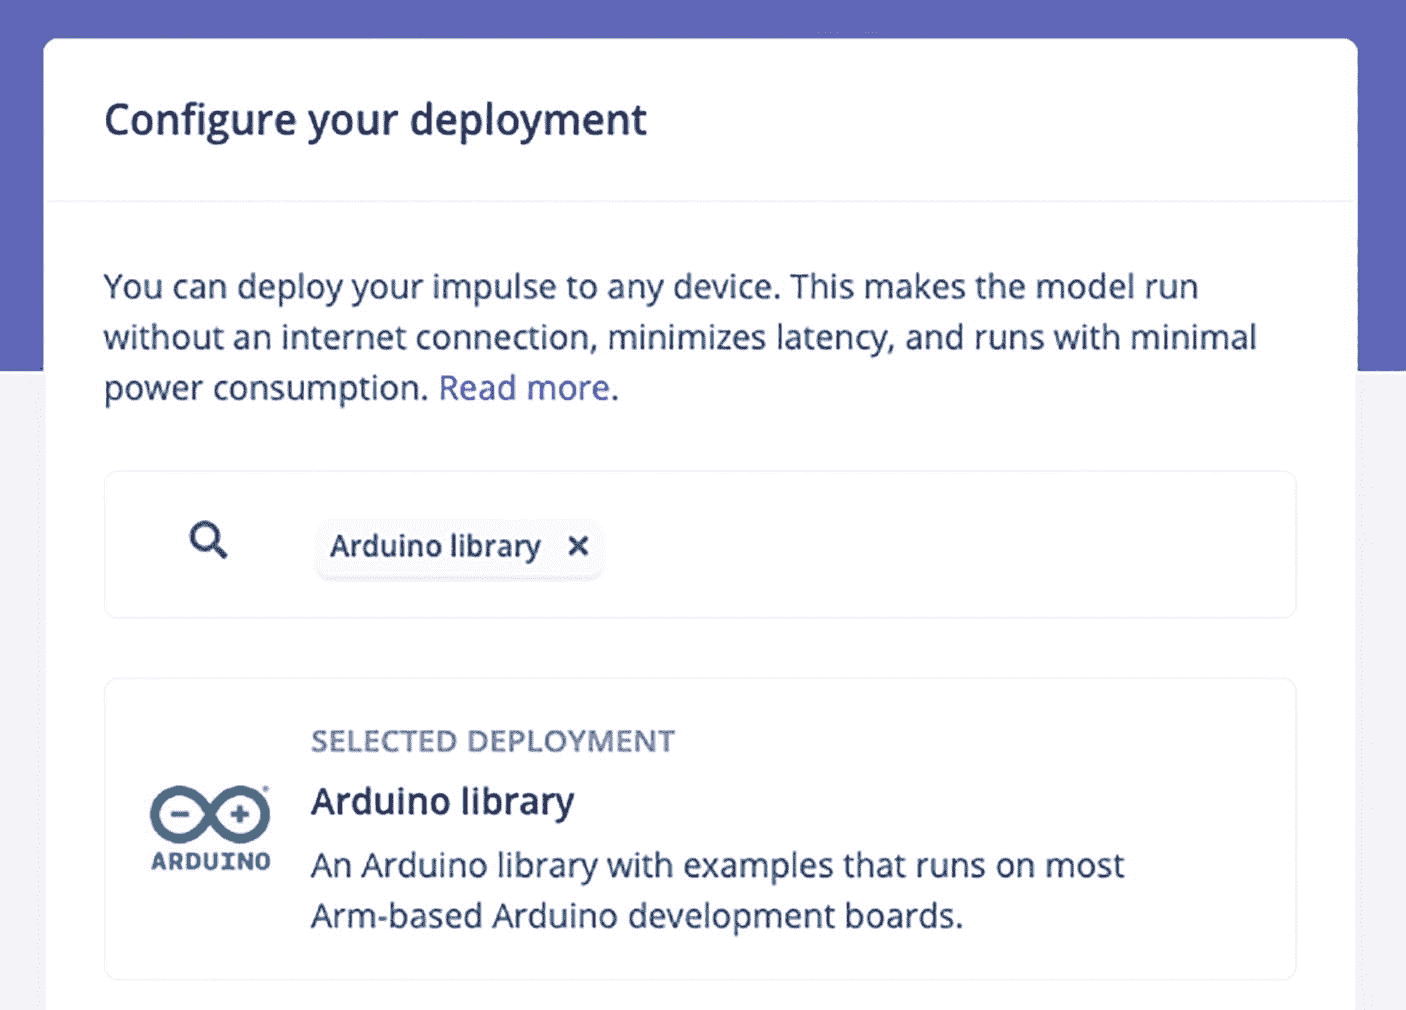 Configure your deployment
You can deploy your impulse to any device. This makes the model run
without an internet connection, minimizes latency, and runs with minimal
power consumption. Read more.
Arduino library ×
SELECTED DEPLOYMENT
Arduino library
ARDUINO
An Arduino library with examples that runs on most
Arm-based Arduino development boards.